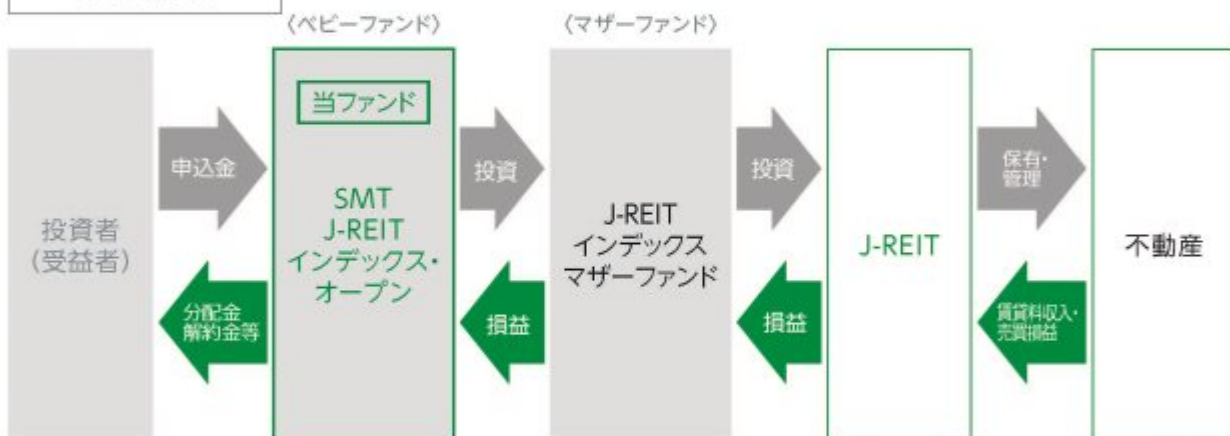 〈ベビーファンド〉
〈マザーファンド〉
投資者
(受益者)
申込金
分配金
解約金等
当ファンド
SMT
J-REIT
インデックス・
オープン
投資
損益
J-REIT
インデックス
マザーファンド
投資
損益
J-REIT
保有・
管理
賃貸料収入・
売買損益
不動産